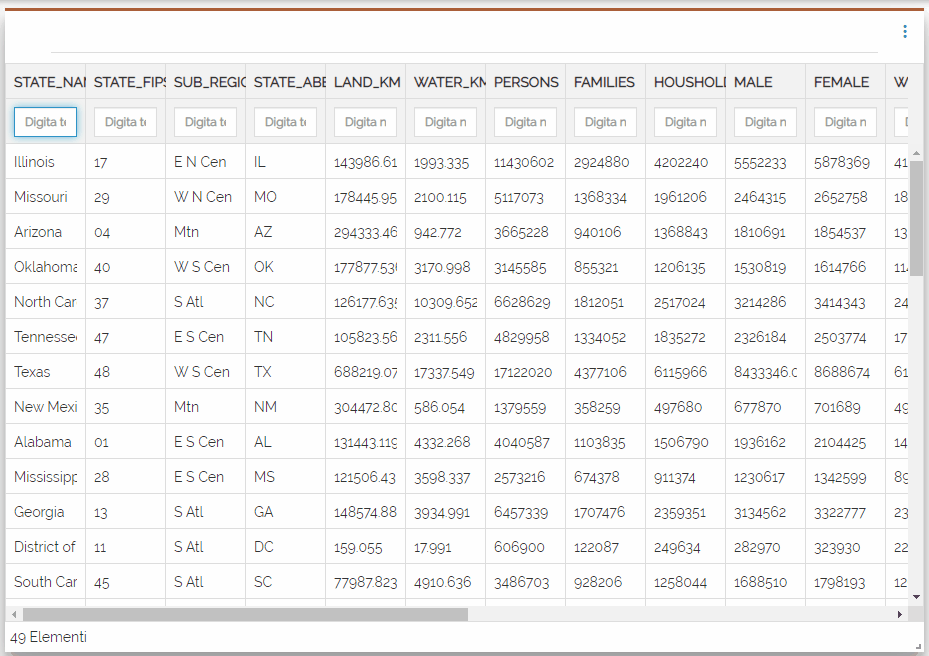 STATE_NAM STATE_FIPS SUB_REGIO STATE_ABB LAND_KM WATER_KM PERSONS FAMILIES HOUSHOLD MALE FEMALE W
Digita te Digita te Digita te Digita te Digita n Digita n Digita n Digita n Digita n Digita n Digita n
Illinois 17 E N Cen IL 143986.61 1993.335 11430602 2924880 4202240 5552233 5878369 41
Missouri 29 W N Cen MO 178445.95 2100.115 5117073 1368334 1961206 2464315 2652758 18
Arizona 04 Mtn AZ 294333.46 942.772 3665228 940106 1368843 1810691 1854537 13
Oklahoma 40 W S Cen OK 177877.536 3170.998 3145585 855321 1206135 1530819 1614766 11
North Car 37 S Atl NC 126177.635 10309.652 6628629 1812051 2517024 3214286 3414343 24
Tennessee 47 E S Cen TN 105823.56 2311.556 4829958 1334052 1835272 2326184 2503774 17
Texas 48 W S Cen TX 688219.07 17337.549 17122020 4377106 6115966 8433346.0 8688674 61
New Mexi 35 Mtn NM 304472.80 586.054 1379559 358259 497680 677870 701689 49
Alabama 01 E S Cen AL 131443.119 4332.268 4040587 1103835 1506790 1936162 2104425 14
Mississipp 28 E S Cen MS 121506.43 3598.337 2573216 674378 911374 1230617 1342599 89
Georgia 13 S Atl GA 148574.88 3934.991 6457339 1707476 2359351 3134562 3322777 23
District of 11 S Atl DC 159.055 17.991 606900 122087 249634 282970 323930 22
South Car 45 S Atl SC 77987.823 4910.636 3486703 928206 1258044 1688510 1798193 12
49 Elementi